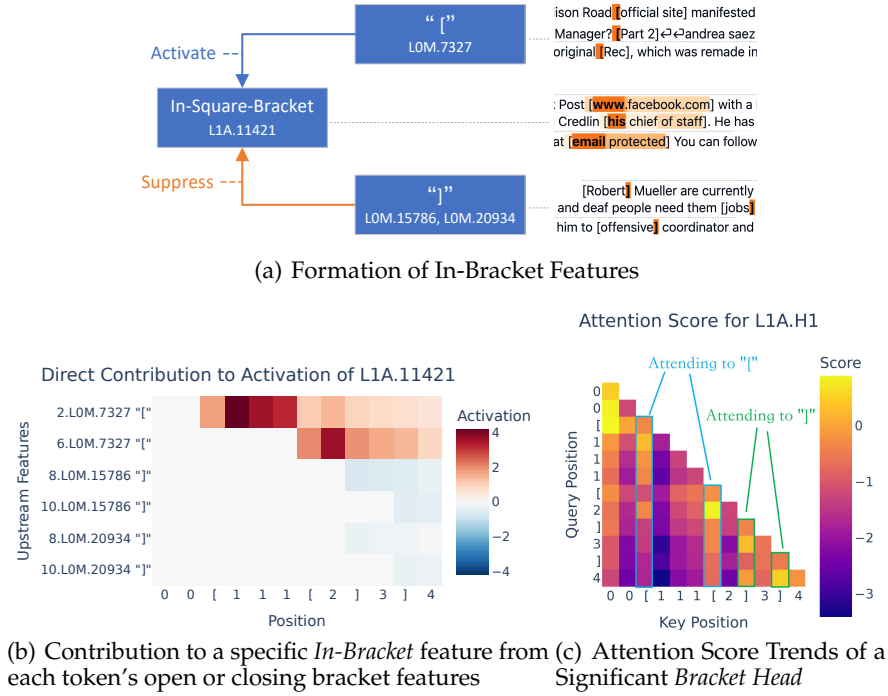 “ [”
L0M.7327
Activate
In-Square-Bracket
L1A.11421
Suppress
“]”
L0M.15786, L0M.20934
ison Road [official site] manifested
Manager? [Part 2]⏎⏎andrea saez
original [Rec], which was remade in
Post [www.facebook.com] with a
Credlin [his chief of staff]. He has
at [email protected] You can follow
[Robert] Mueller are currently
and deaf people need them [jobs]
him to [offensive] coordinator and
(a) Formation of In-Bracket Features
Direct Contribution to Activation of L1A.11421
Upstream Features
2.L0M.7327 "["
6.L0M.7327 "["
8.L0M.15786 "]"
10.L0M.15786 "]"
8.L0M.20934 "]"
10.L0M.20934 "]"
0 0 [ 1 1 1 [ 2 ] 3 ] 4
Position
Activation
4
2
0
−2
−4
(b) Contribution to a specific In-Bracket feature from
each token’s open or closing bracket features
Attention Score for L1A.H1
Attending to "["
Attending to "]"
Query Position
0
0
[
1
1
1
[
2
]
3
]
4
0 0 [ 1 1 1 [ 2 ] 3 ] 4
Key Position
Score
0
−1
−2
−3
(c) Attention Score Trends of a
Significant Bracket Head